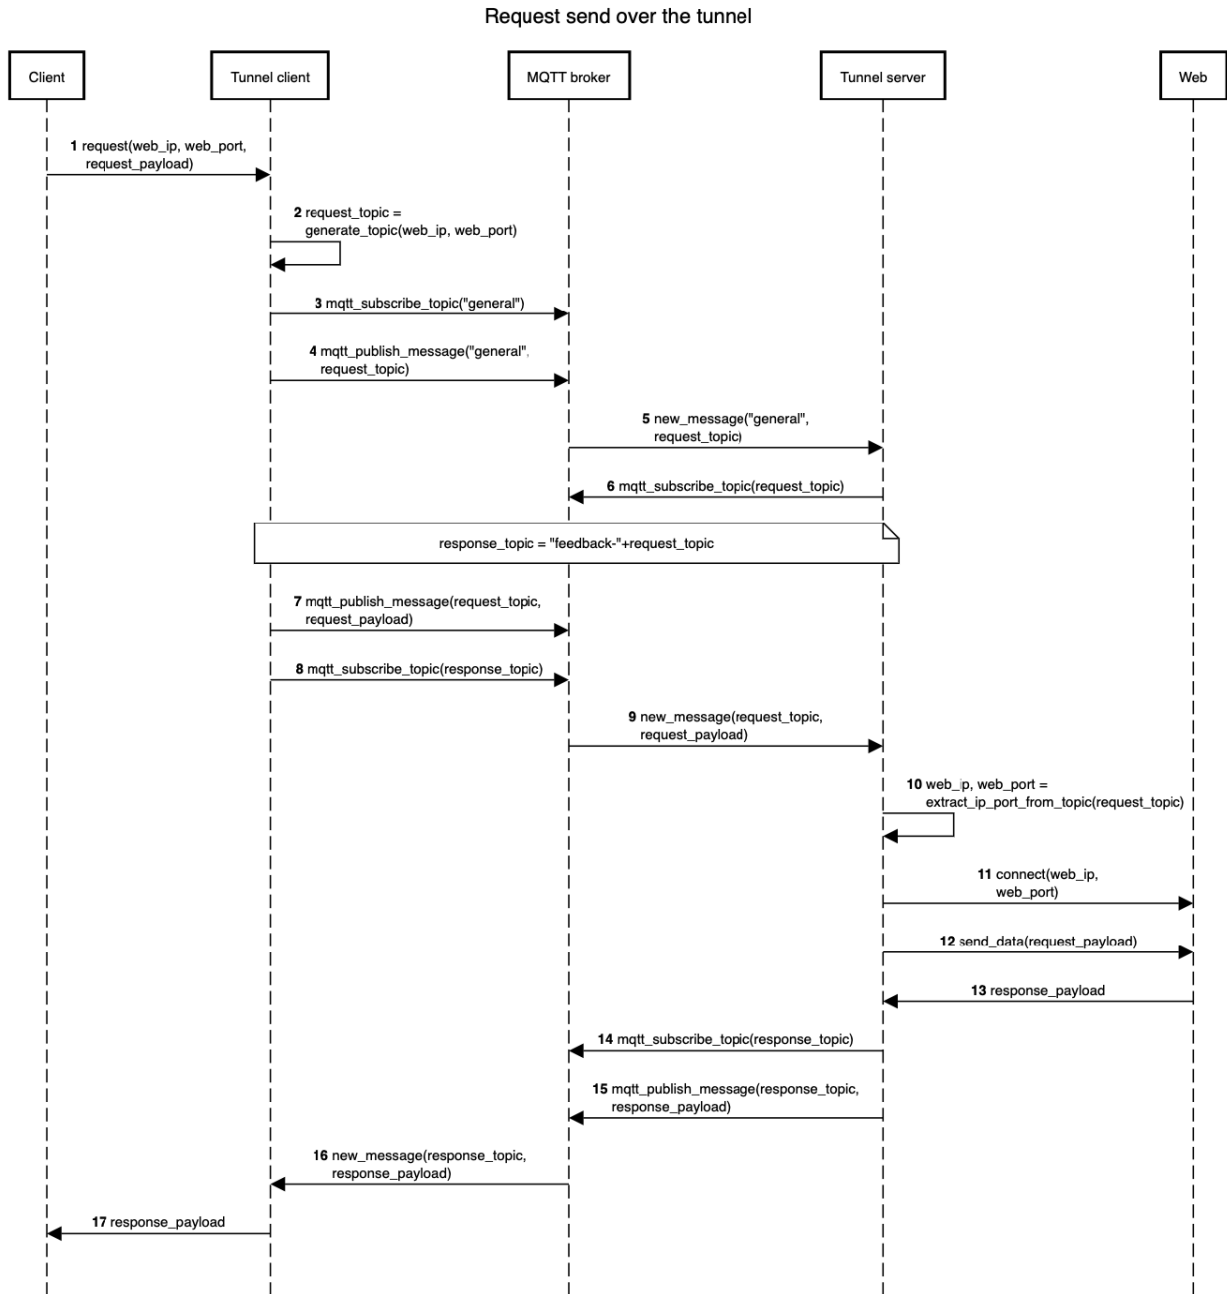 Request send over the tunnel
Client
Tunnel client
MQTT broker
Tunnel server
Web
1 request(web_ip, web_port,
request_payload)
2 request_topic =
generate_topic(web_ip, web_port)
3 mqtt_subscribe_topic("general")
4 mqtt_publish_message("general",
request_topic)
5 new_message("general",
request_topic)
6 mqtt_subscribe_topic(request_topic)
response_topic = "feedback-"+request_topic
7 mqtt_publish_message(request_topic,
request_payload)
8 mqtt_subscribe_topic(response_topic)
9 new_message(request_topic,
request_payload)
10 web_ip, web_port =
extract_ip_port_from_topic(request_topic)
11 connect(web_ip,
web_port)
12 send_data(request_payload)
13 response_payload
14 mqtt_subscribe_topic(response_topic)
15 mqtt_publish_message(response_topic,
response_payload)
16 new_message(response_topic,
response_payload)
17 response_payload